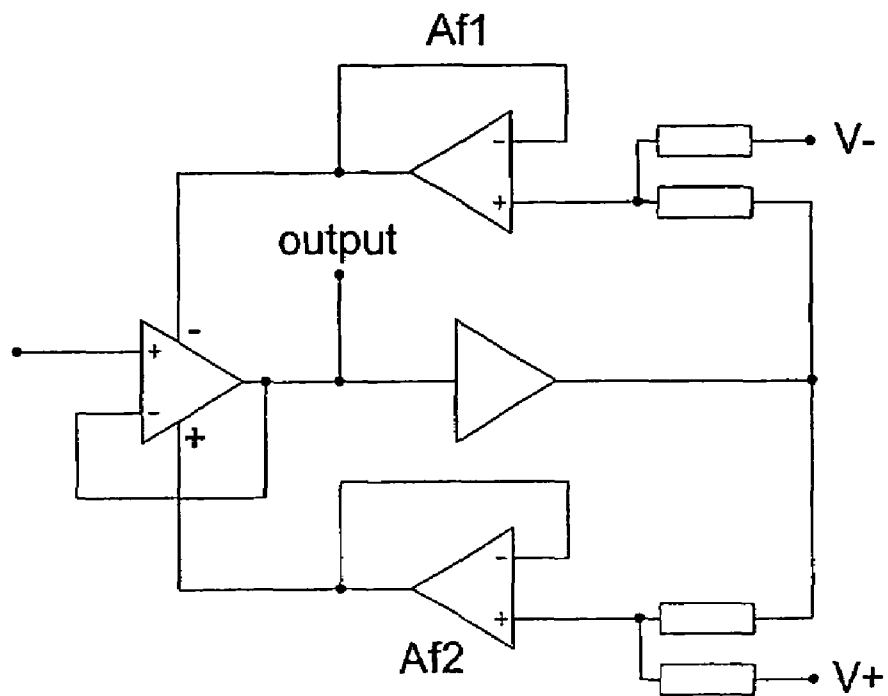 Af1
-
V-
+
output
-
+
-
+
-
+
Af2
V+